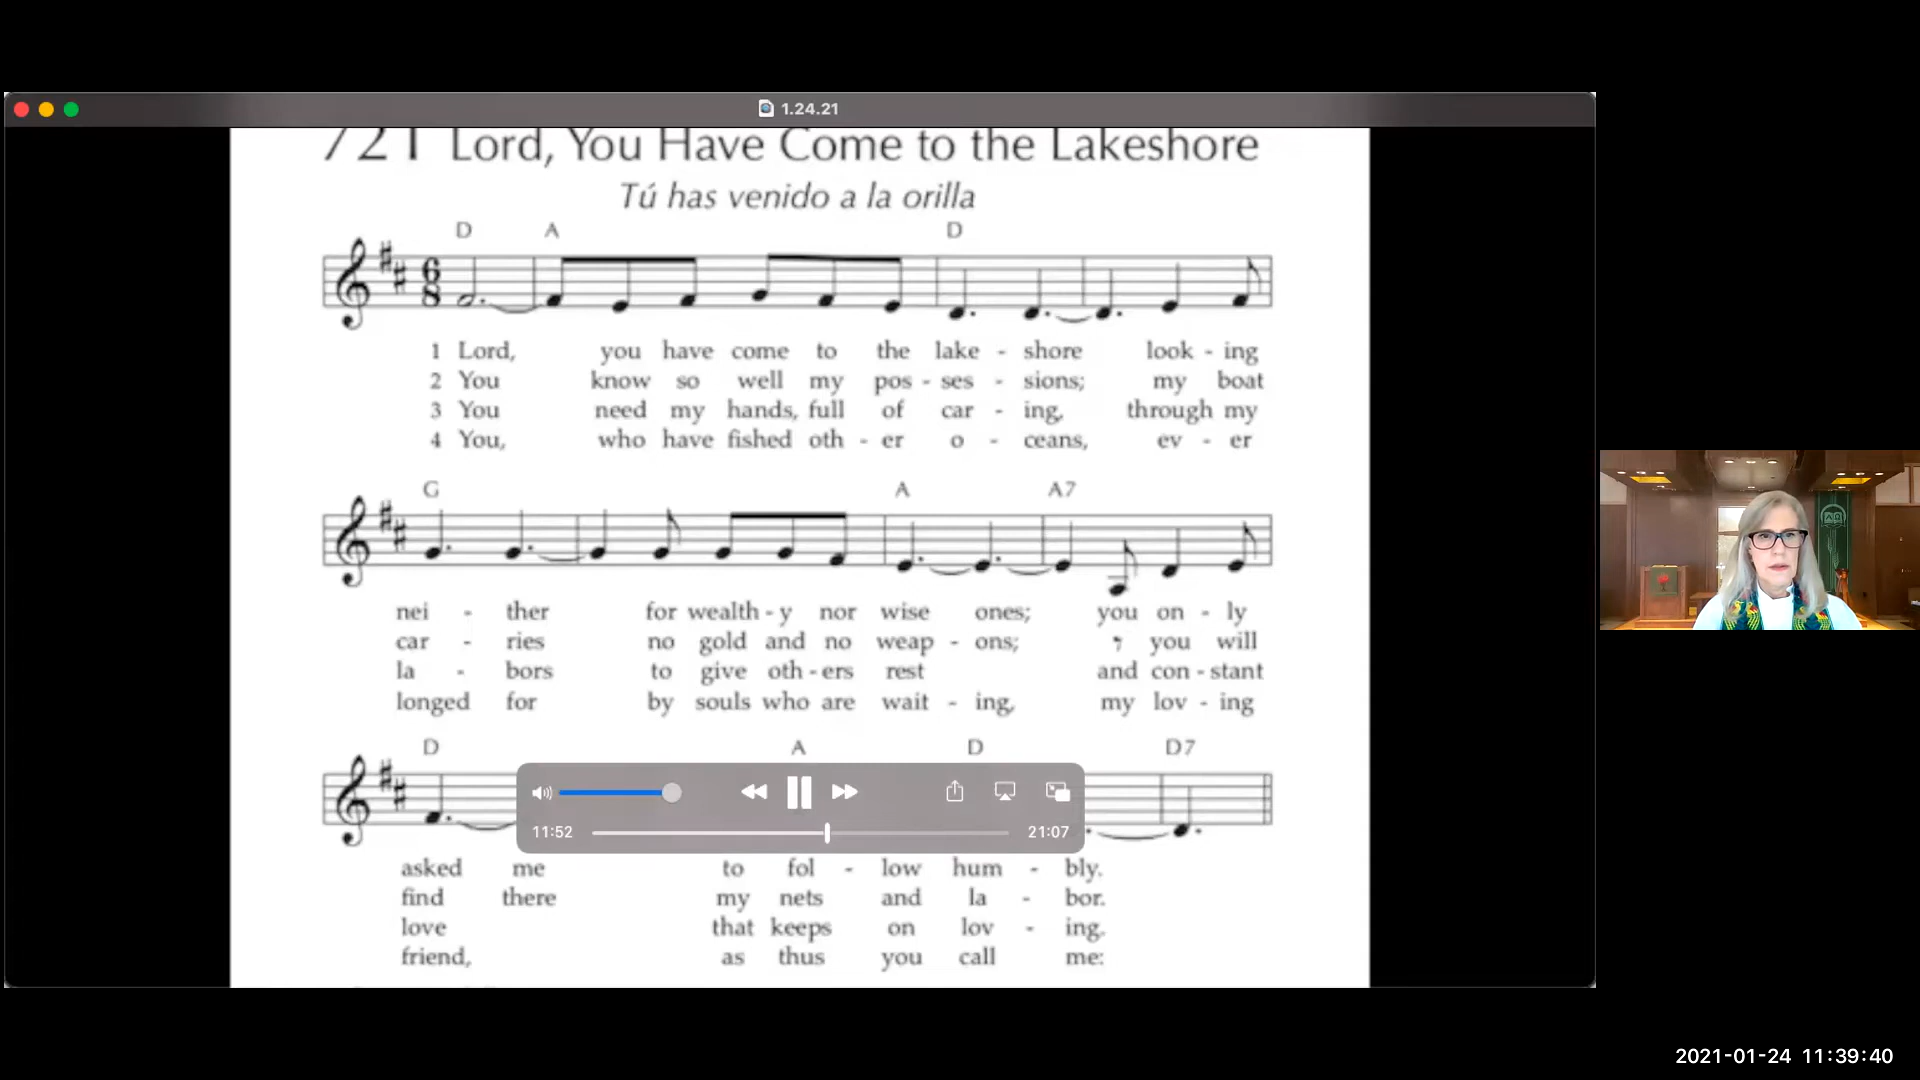 1.24.21
721 Lord, You Have Come to the Lakeshore
Tú has venido a la orilla
D A D
6
8
1 Lord, you have come to the lake - shore look - ing
2 You know so well my pos - ses - sions; my boat
3 You need my hands, full of car - ing, through my
4 You, who have fished oth - er o - ceans, ev - er
G A A7
nei - ther for wealth - y nor wise ones; you on - ly
car - ries no gold and no weap - ons; you will
la - bors to give oth - ers rest and con - stant
longed for by souls who are wait - ing, my lov - ing
D A D D7
11:52 21:07
asked me to fol - low hum - bly.
find there my nets and la - bor.
love that keeps on lov - ing.
friend, as thus you call me:
2021-01-24 11:39:40